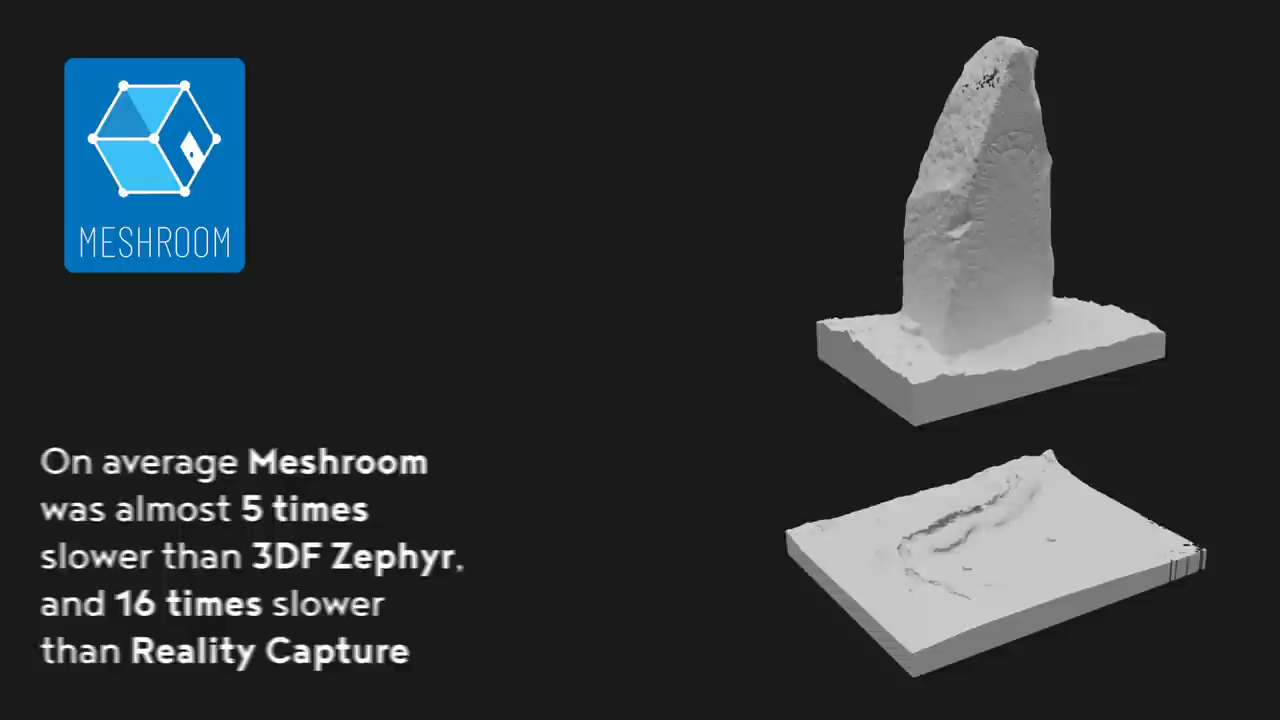 MESHROOM
On average Meshroom
was almost 5 times
slower than 3DF Zephyr,
and 16 times slower
than Reality Capture